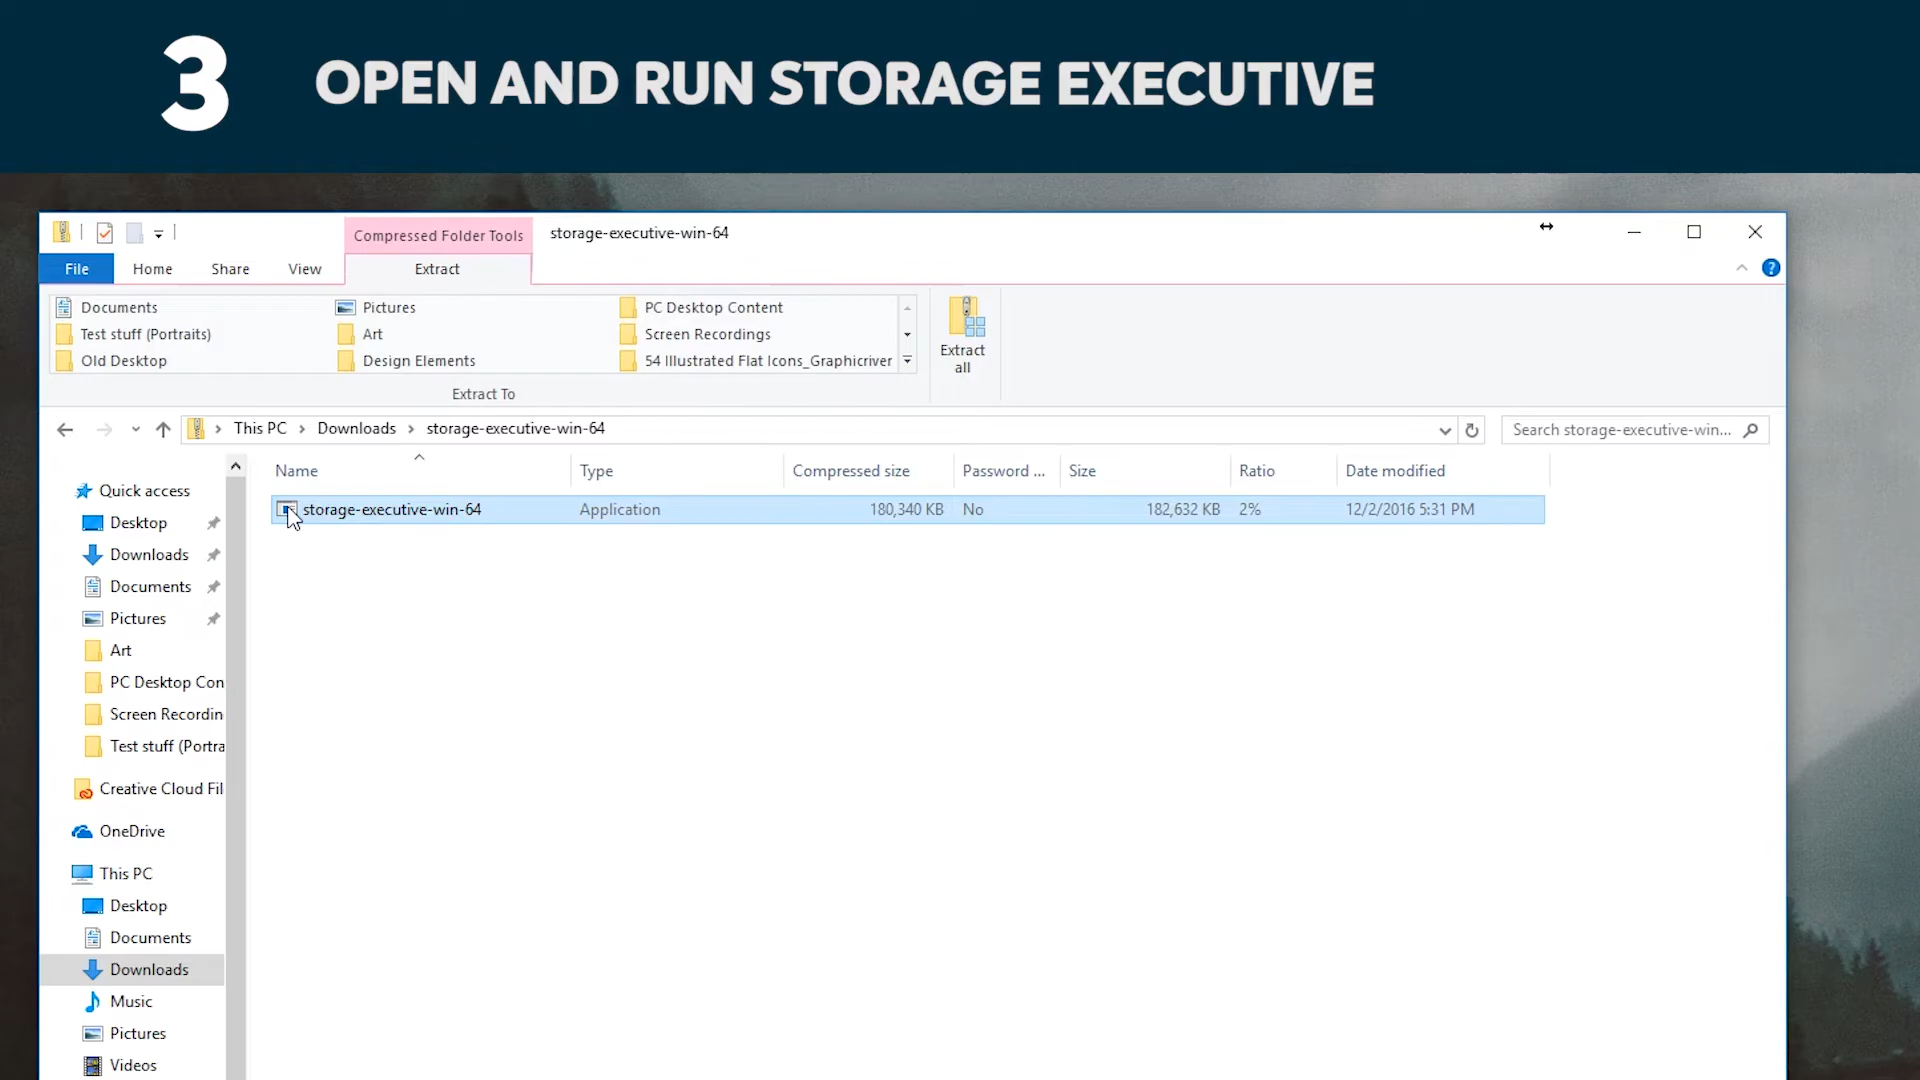 3 OPEN AND RUN STORAGE EXECUTIVE
Compressed Folder Tools storage-executive-win-64
File Home Share View Extract
Documents Pictures PC Desktop Content
Test stuff (Portraits) Art Screen Recordings
Old Desktop Design Elements 54 Illustrated Flat Icons_Graphicriver
Extract
all
Extract To
This PC Downloads storage-executive-win-64 Search storage-executive-win...
Name Type Compressed size Password ... Size Ratio Date modified
storage-executive-win-64 Application 180,340 KB No 182,632 KB 2% 12/2/2016 5:31 PM
Quick access
Desktop
Downloads
Documents
Pictures
Art
PC Desktop Con
Screen Recordin
Test stuff (Portra
Creative Cloud Fil
OneDrive
This PC
Desktop
Documents
Downloads
Music
Pictures
Videos